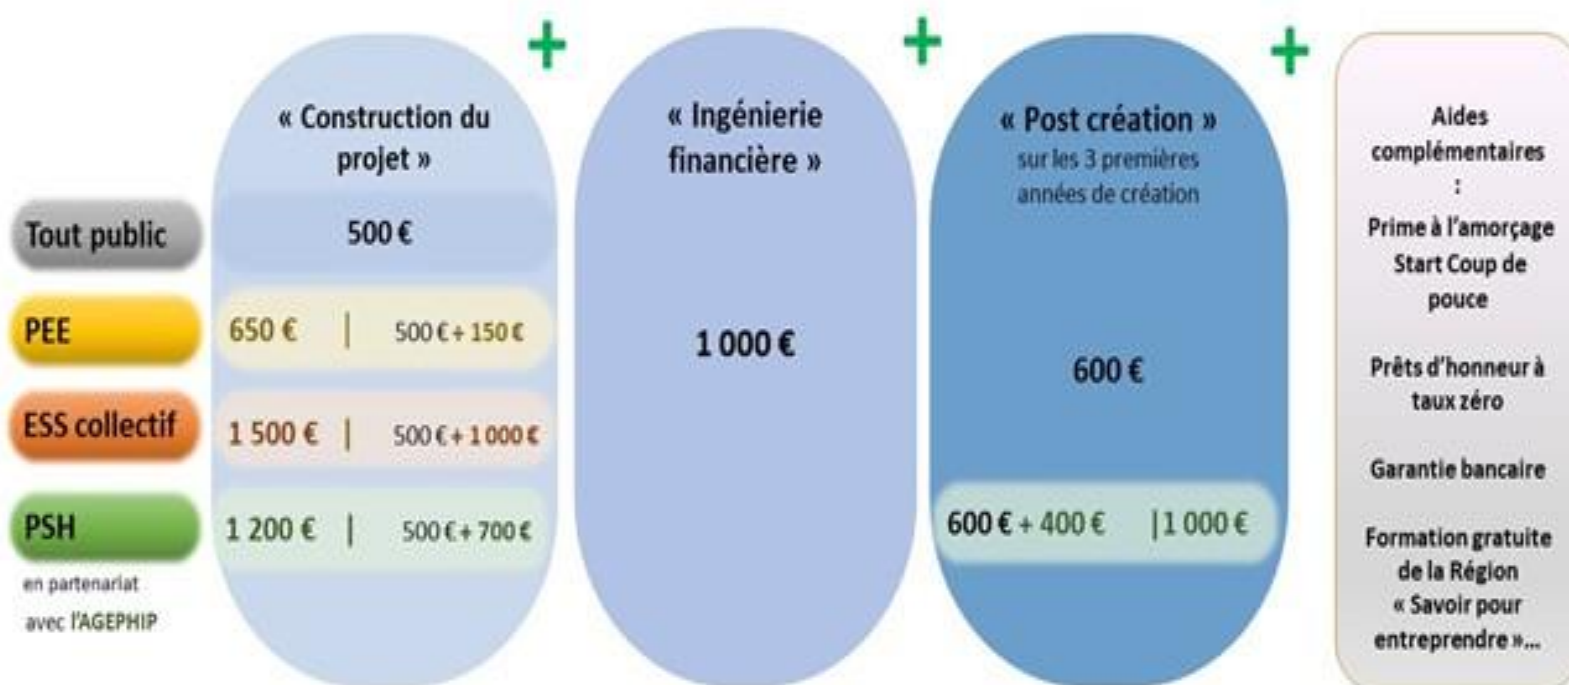 +
+
+
« Construction du
projet »
« Ingénierie
financière »
« Post création »
sur les 3 premières
années de création
Tout public
500 €
PEE
650 € | 500 € + 150 €
ESS collectif
1 500 € | 500 € + 1 000 €
PSH
en partenariat
avec l'AGEPHIP
1 200 € | 500 € + 700 €
1 000 €
600 €
600 € + 400 € | 1 000 €
Aides
complémentaires
:
Prime à l'amorçage
Start Coup de
pouce
Prêts d'honneur à
taux zéro
Garantie bancaire
Formation gratuite
de la Région
« Savoir pour
entreprendre »...